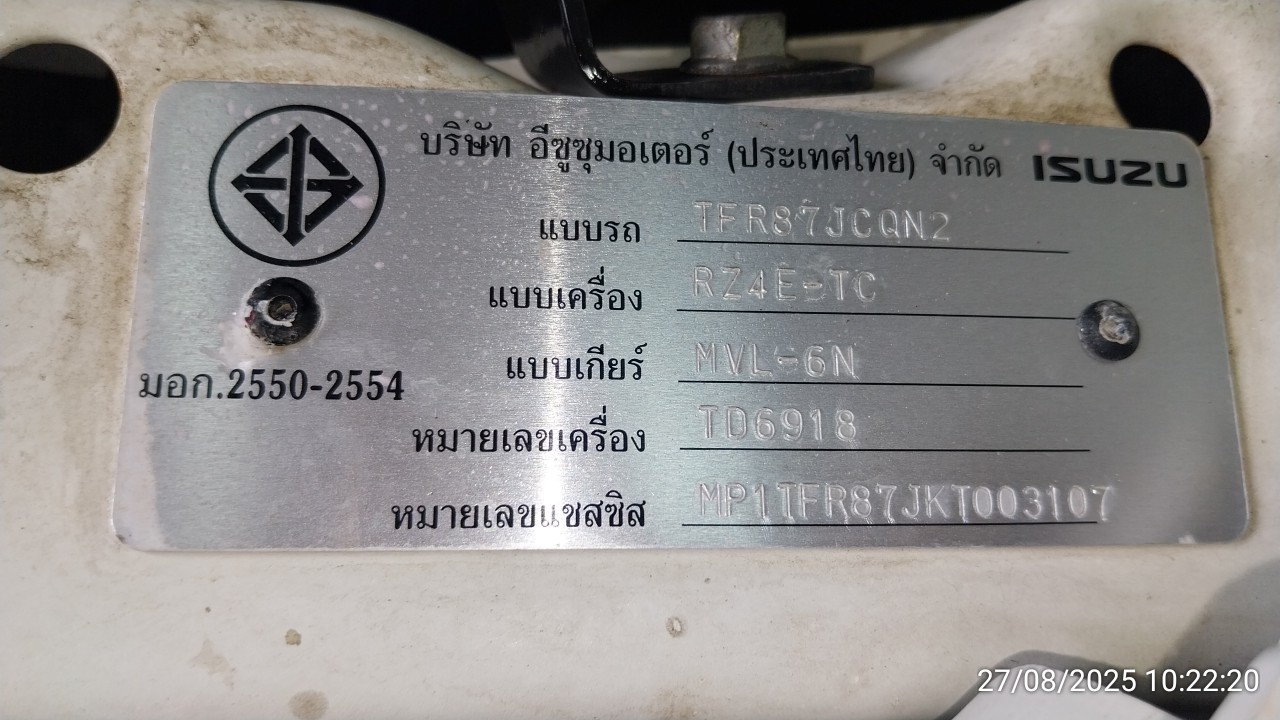 บริษัท อีซูซุมอเตอร์ (ประเทศไทย) จำกัด ISUZU
แบบรถ TFR87JCQN2
แบบเครื่อง RZ4E-TC
แบบเกียร์ MVL-6N
มอก.2550-2554
หมายเลขเครื่อง TD6918
หมายเลขแชสซิส MP1TFR87JKT003107
27/08/2025 10:22:20